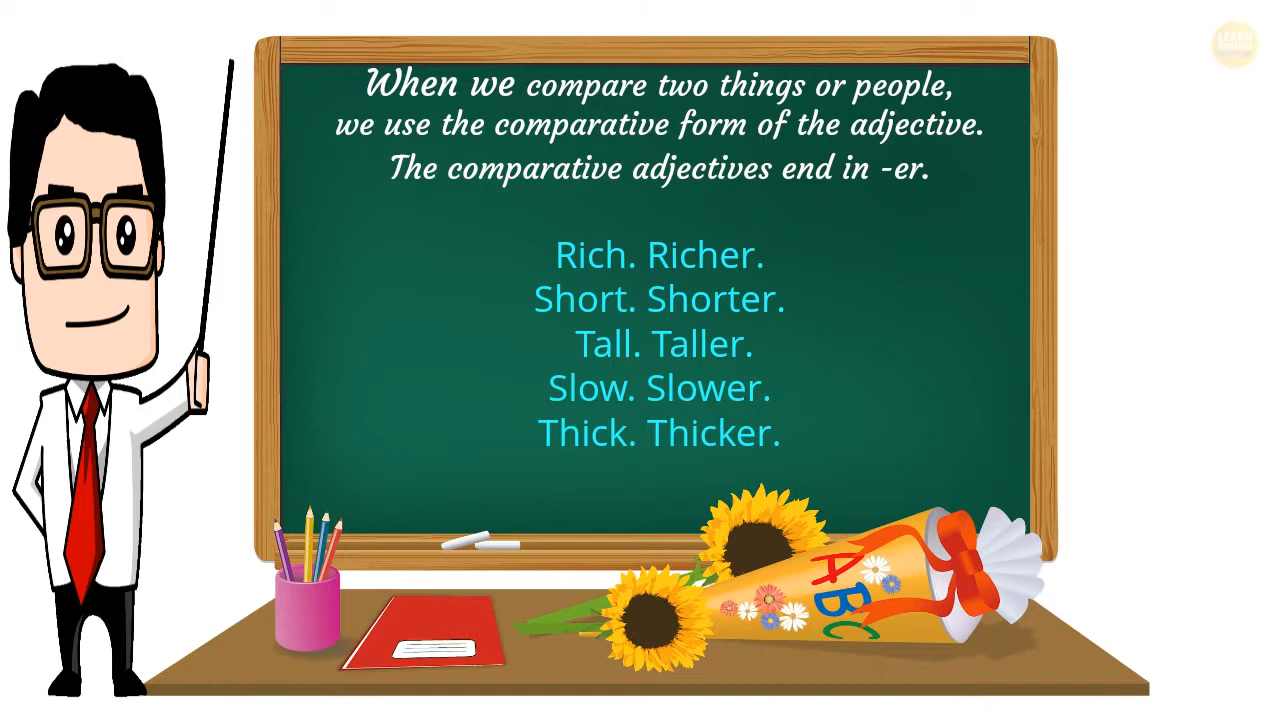 LEARN
When we compare two things or people,
we use the comparative form of the adjective.
The comparative adjectives end in -er.
Rich. Richer.
Short. Shorter.
Tall. Taller.
Slow. Slower.
Thick. Thicker.
ABC